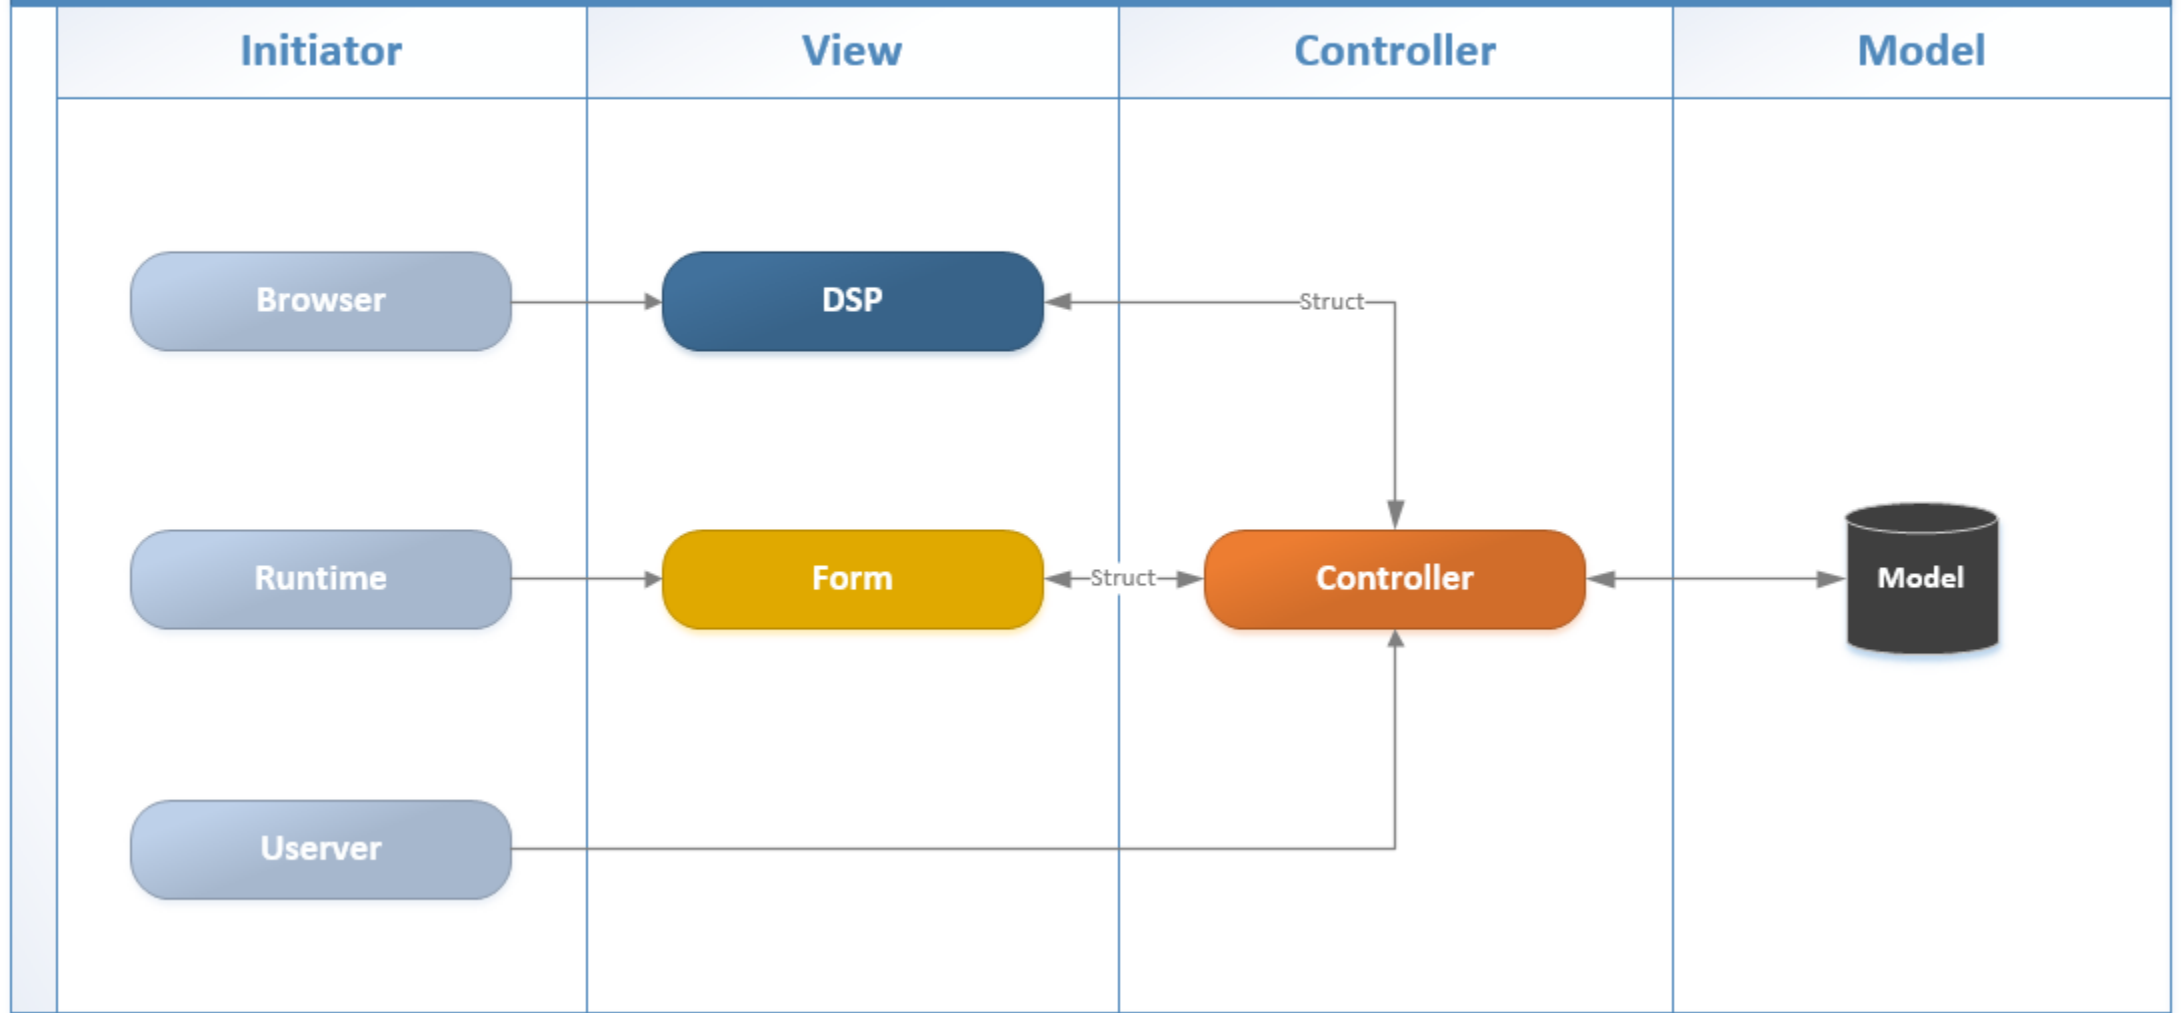 Initiator
View
Controller
Model
Browser
DSP
Struct
Runtime
Form
Struct
Controller
Model
Userver